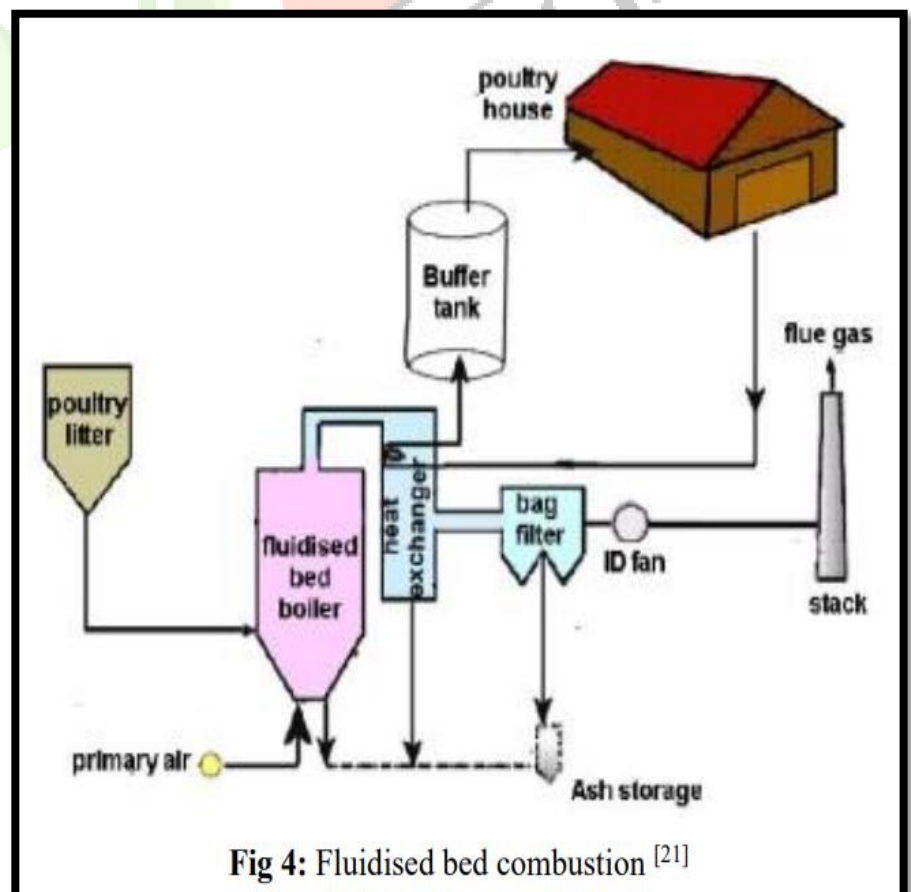 poultry
house
Buffer
tank
flue gas
poultry
litter
fluidised
bed
boiler
heat
exchanger
bag
filter
ID fan
stack
primary air
Ash storage
Fig 4: Fluidised bed combustion [21]